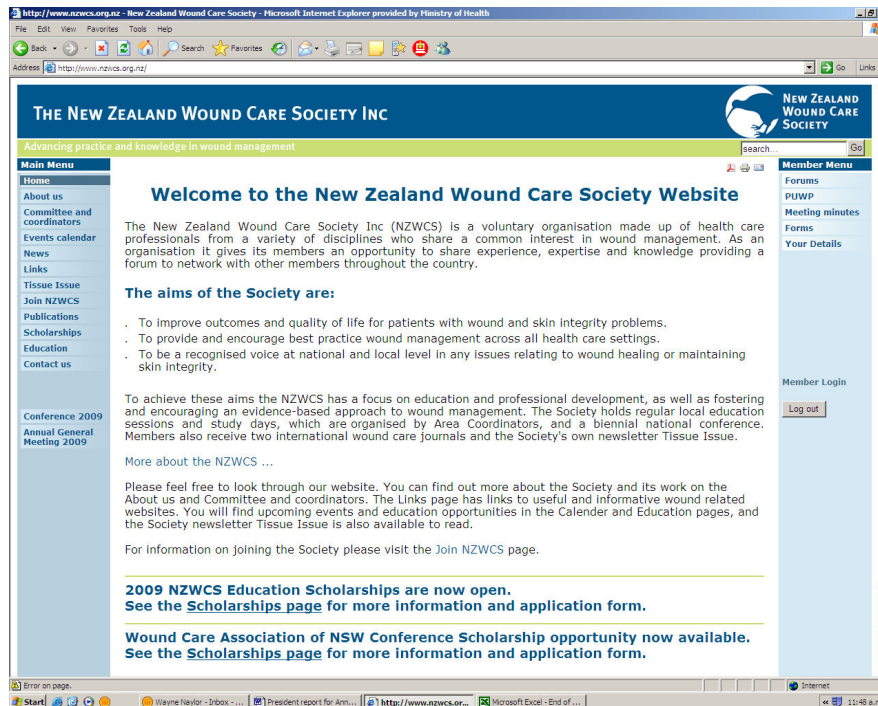 http://www.nzwcs.org.nz - New Zealand Wound Care Society - Microsoft Internet Explorer provided by Ministry of Health
File Edit View Favorites Tools Help
Back Search Favorites
Address http://www.nzwcs.org.nz/ Go Links
THE NEW ZEALAND WOUND CARE SOCIETY INC
NEW ZEALAND
WOUND CARE
SOCIETY
Advancing practice and knowledge in wound management
search... Go
Main Menu
Home
About us
Committee and
coordinators
Events calendar
News
Links
Tissue Issue
Join NZWCS
Publications
Scholarships
Education
Contact us
Conference 2009
Annual General
Meeting 2009
Welcome to the New Zealand Wound Care Society Website
The New Zealand Wound Care Society Inc (NZWCS) is a voluntary organisation made up of health care
professionals from a variety of disciplines who share a common interest in wound management. As an
organisation it gives its members an opportunity to share experience, expertise and knowledge providing a
forum to network with other members throughout the country.
The aims of the Society are:
. To improve outcomes and quality of life for patients with wound and skin integrity problems.
. To provide and encourage best practice wound management across all health care settings.
. To be a recognised voice at national and local level in any issues relating to wound healing or maintaining
skin integrity.
To achieve these aims the NZWCS has a focus on education and professional development, as well as fostering
and encouraging an evidence-based approach to wound management. The Society holds regular local education
sessions and study days, which are organised by Area Coordinators, and a biennial national conference.
Members also receive two international wound care journals and the Society's own newsletter Tissue Issue.
More about the NZWCS ...
Please feel free to look through our website. You can find out more about the Society and its work on the
About us and Committee and coordinators. The Links page has links to useful and informative wound related
websites. You will find upcoming events and education opportunities in the Calender and Education pages, and
the Society newsletter Tissue Issue is also available to read.
For information on joining the Society please visit the Join NZWCS page.
2009 NZWCS Education Scholarships are now open.
See the Scholarships page for more information and application form.
Wound Care Association of NSW Conference Scholarship opportunity now available.
See the Scholarships page for more information and application form.
Member Menu
Forums
PUWP
Meeting minutes
Forms
Your Details
Member Login
Log out
Error on page. Internet
Start Wayne Naylor - Inbox - ... President report for Ann... http://www.nzwcs.or... Microsoft Excel - End of ... 11:48 a.m